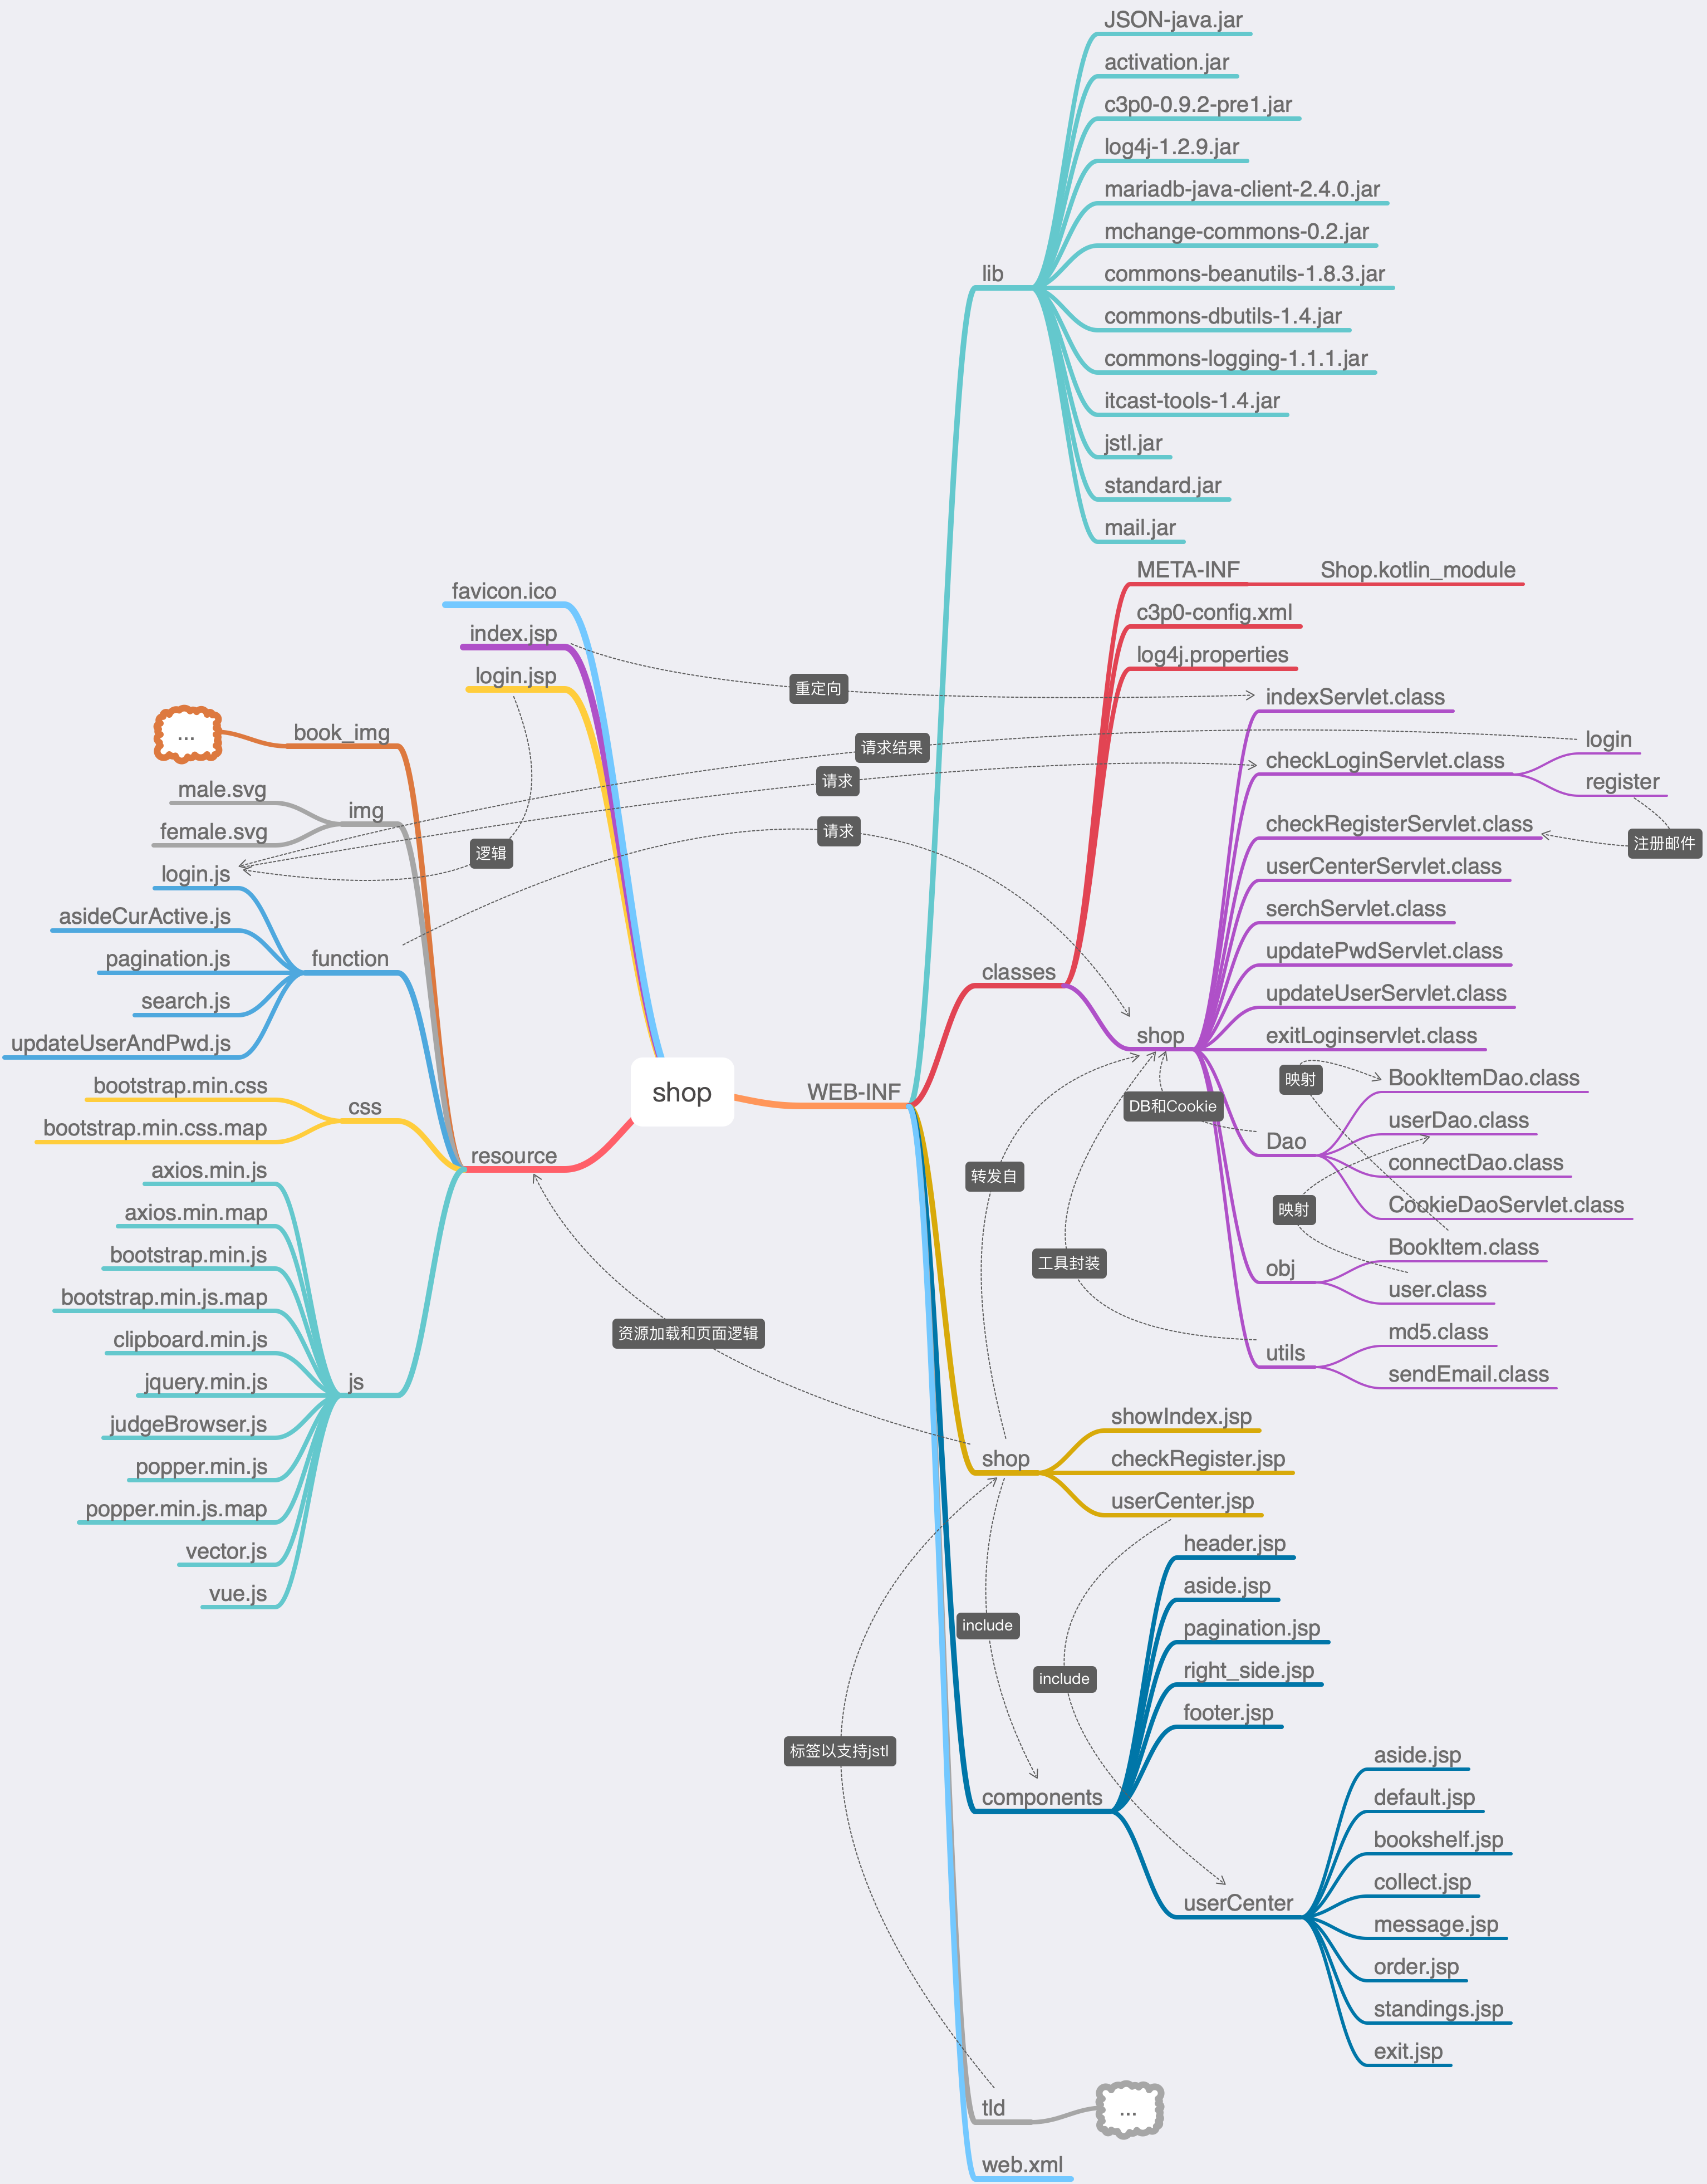 shop
favicon.ico
index.jsp
login.jsp
resource
book_img
...
img
male.svg
female.svg
function
login.js
asideCurActive.js
pagination.js
search.js
updateUserAndPwd.js
css
bootstrap.min.css
bootstrap.min.css.map
js
axios.min.js
axios.min.map
bootstrap.min.js
bootstrap.min.js.map
clipboard.min.js
jquery.min.js
judgeBrowser.js
popper.min.js
popper.min.js.map
vector.js
vue.js
WEB-INF
lib
JSON-java.jar
activation.jar
c3p0-0.9.2-pre1.jar
log4j-1.2.9.jar
mariadb-java-client-2.4.0.jar
mchange-commons-0.2.jar
commons-beanutils-1.8.3.jar
commons-dbutils-1.4.jar
commons-logging-1.1.1.jar
itcast-tools-1.4.jar
jstl.jar
standard.jar
mail.jar
classes
META-INF
Shop.kotlin_module
c3p0-config.xml
log4j.properties
shop
indexServlet.class
checkLoginServlet.class
login
register
checkRegisterServlet.class
userCenterServlet.class
serchServlet.class
updatePwdServlet.class
updateUserServlet.class
exitLoginservlet.class
Dao
BookItemDao.class
userDao.class
connectDao.class
CookieDaoServlet.class
obj
BookItem.class
user.class
utils
md5.class
sendEmail.class
shop
showIndex.jsp
checkRegister.jsp
userCenter.jsp
components
header.jsp
aside.jsp
pagination.jsp
right_side.jsp
footer.jsp
userCenter
aside.jsp
default.jsp
bookshelf.jsp
collect.jsp
message.jsp
order.jsp
standings.jsp
exit.jsp
tld
...
web.xml
重定向
请求结果
请求
请求
逻辑
注册邮件
映射
DB和Cookie
转发自
映射
工具封装
资源加载和页面逻辑
include
include
标签以支持jstl